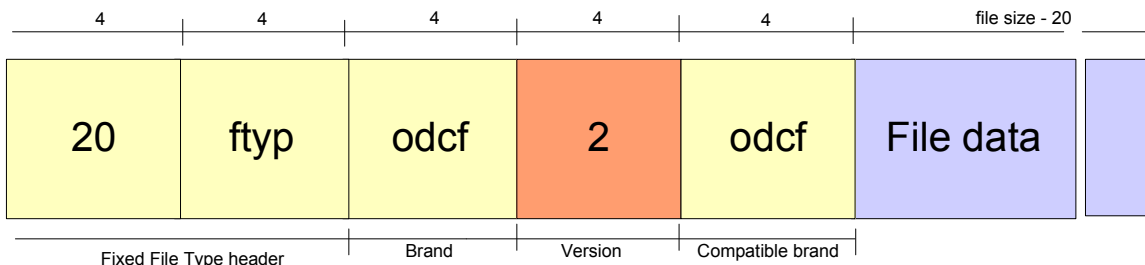 4 4 4 4 4 file size - 20
20 ftyp odcf 2 odcf File data
Fixed File Type header Brand Version Compatible brand